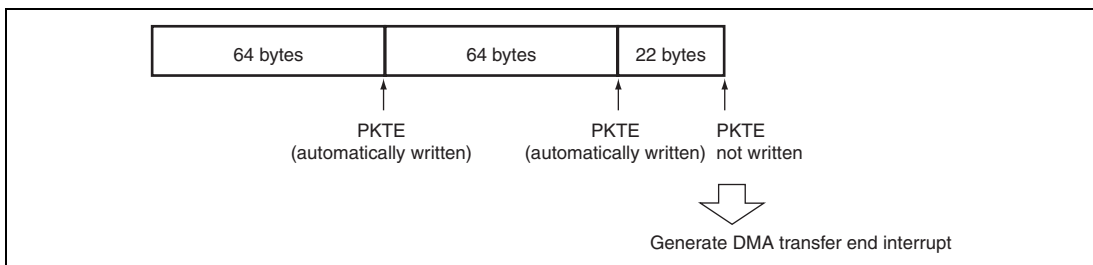 64 bytes
64 bytes
22 bytes
PKTE
(automatically written)
PKTE
(automatically written)
PKTE
not written
Generate DMA transfer end interrupt